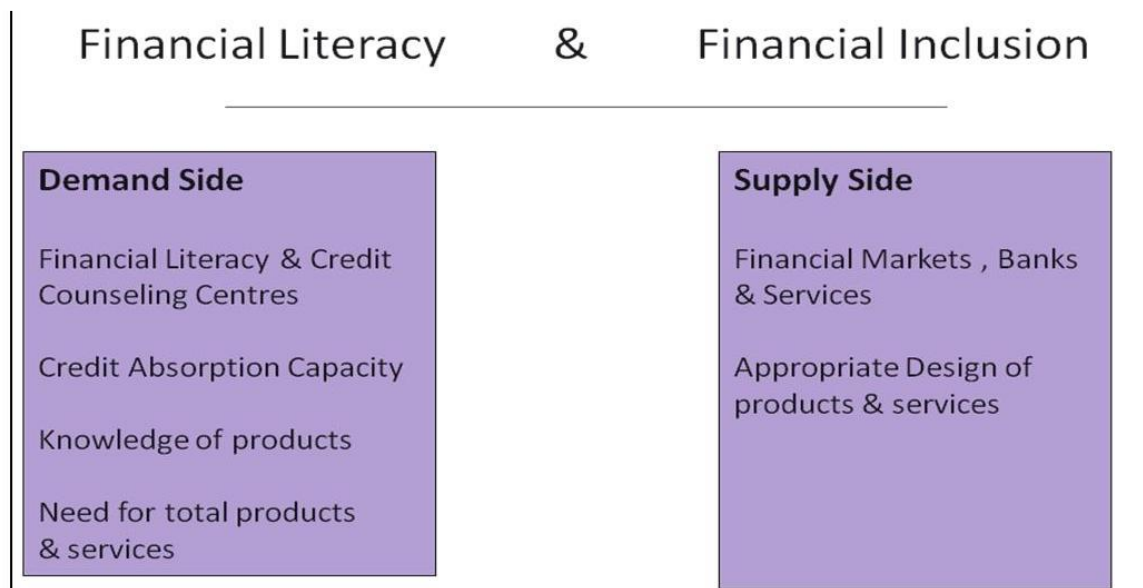 Financial Literacy & Financial Inclusion
Demand Side
Financial Literacy & Credit
Counseling Centres
Credit Absorption Capacity
Knowledge of products
Need for total products
& services
Supply Side
Financial Markets , Banks
& Services
Appropriate Design of
products & services